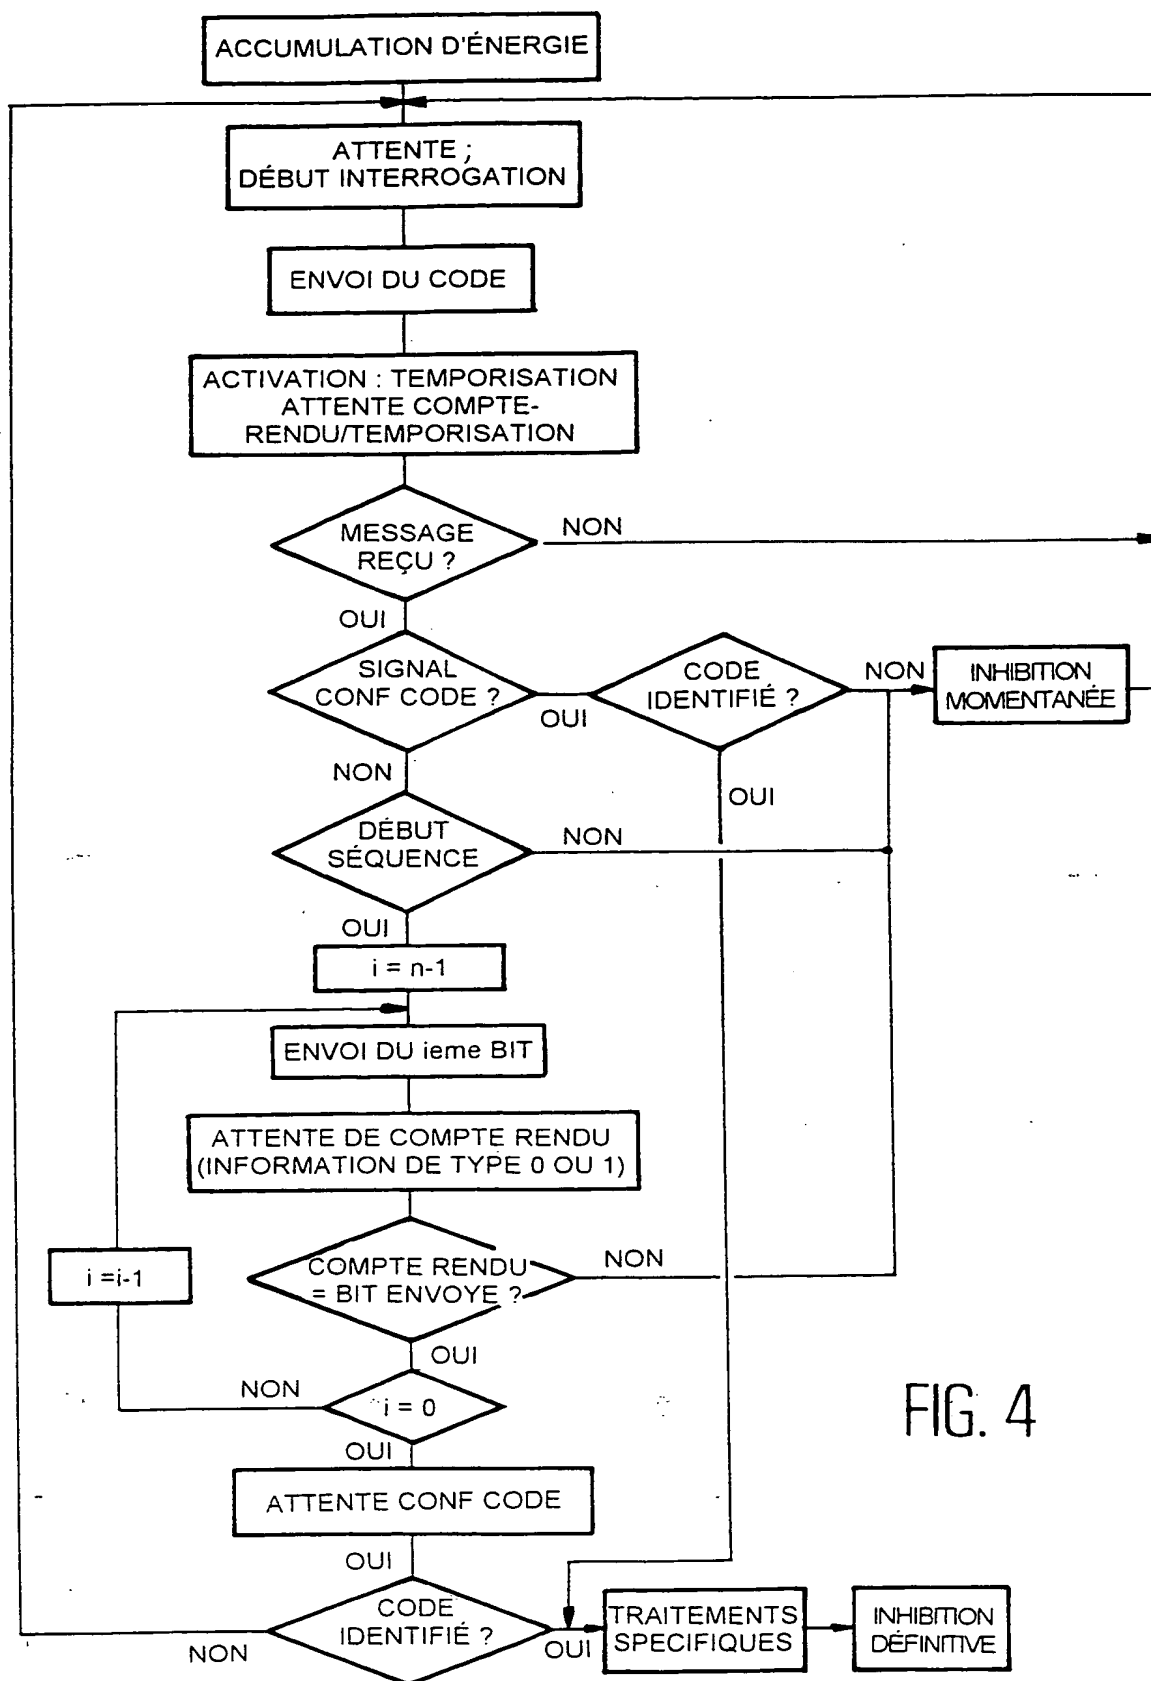 ACCUMULATION D'ÉNERGIE
ATTENTE ;
DÉBUT INTERROGATION
ENVOI DU CODE
ACTIVATION : TEMPORISATION
ATTENTE COMPTE-
RENDU/TEMPORISATION
MESSAGE
REÇU ?
NON
OUI
SIGNAL
CONF CODE ?
OUI
CODE
IDENTIFIÉ ?
NON
INHIBITION
MOMENTANÉE
NON
OUI
DÉBUT
SÉQUENCE
NON
OUI
i = n-1
ENVOI DU ieme BIT
ATTENTE DE COMPTE RENDU
(INFORMATION DE TYPE 0 OU 1)
i =i-1
COMPTE RENDU
= BIT ENVOYE ?
NON
OUI
NON
i = 0
FIG. 4
OUI
ATTENTE CONF CODE
OUI
CODE
IDENTIFIÉ ?
NON
OUI
TRAITEMENTS
SPECIFIQUES
INHIBITION
DÉFINITIVE